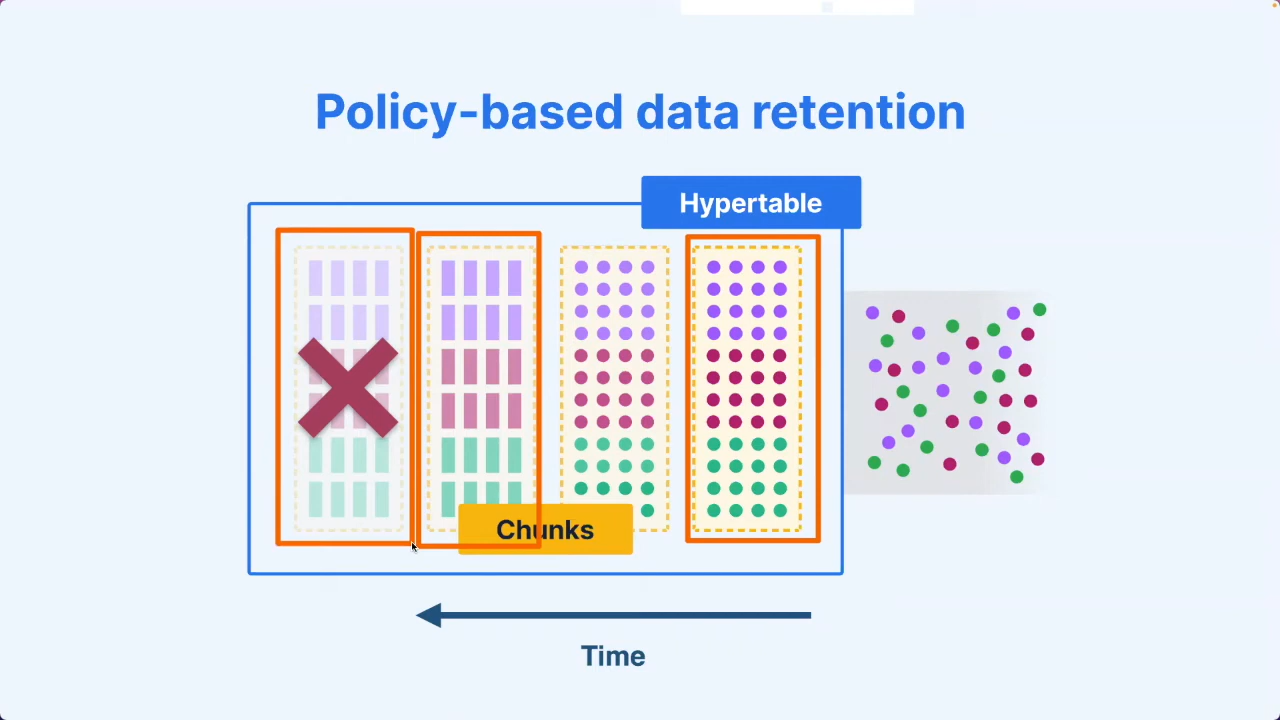 Policy-based data retention
Hypertable
Chunks
Time